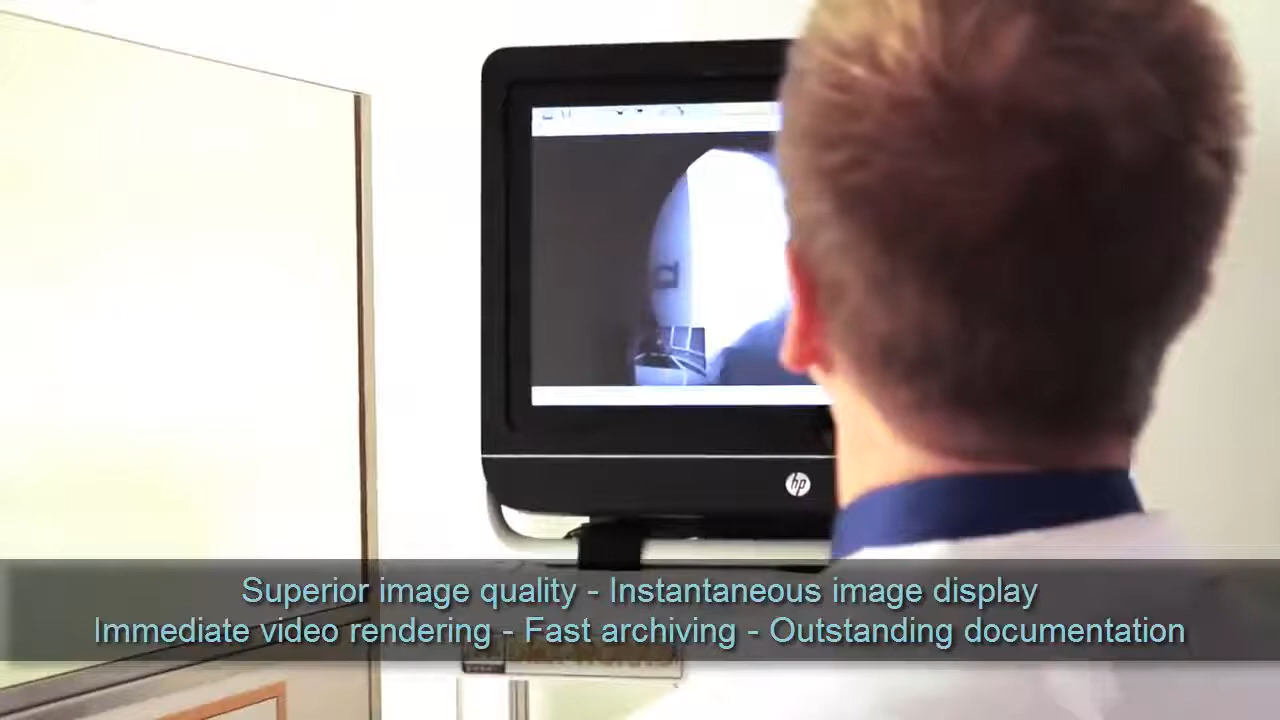 hp
Superior image quality - Instantaneous image display
Immediate video rendering - Fast archiving - Outstanding documentation